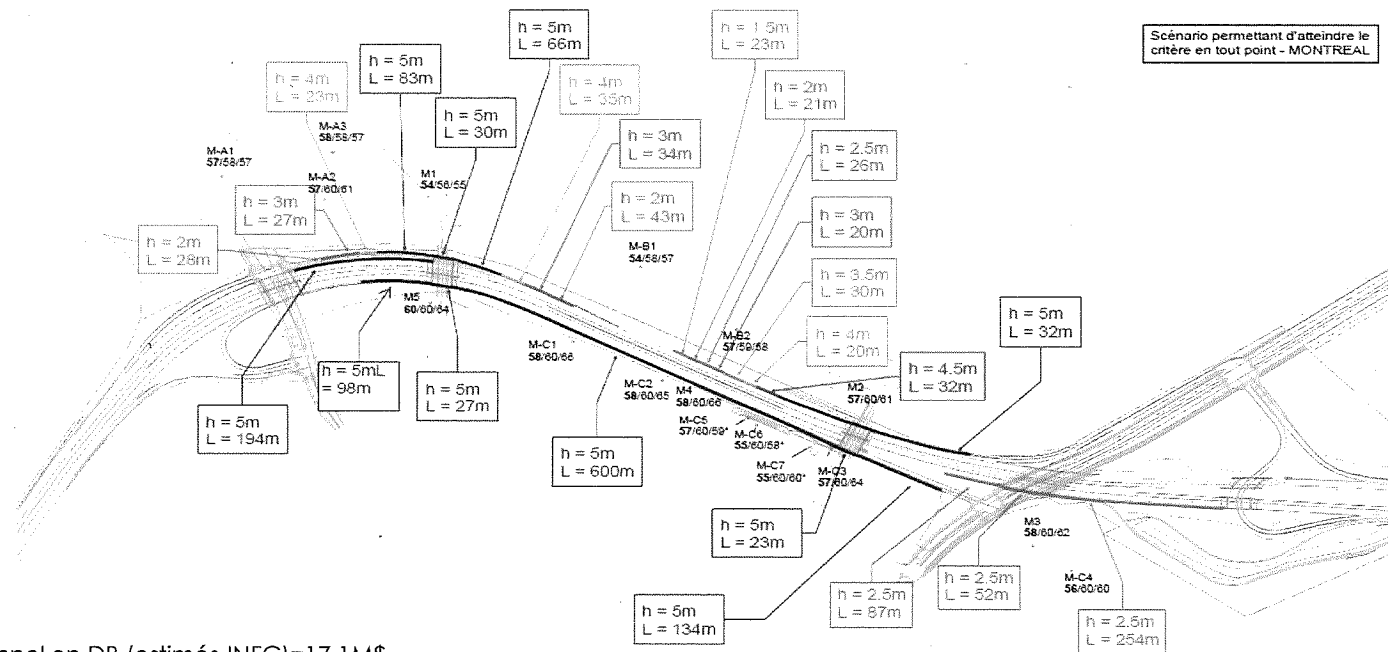 Scénario permettant d'atteindre le
critère en tout point - MONTREAL
h = 5m
L = 66m
h = 1.5m
L = 23m
h = 5m
L = 83m
h = 4m
L = 23m
h = 4m
L = 35m
h = 2m
L = 21m
h = 5m
L = 30m
h = 3m
L = 34m
h = 2.5m
L = 26m
M-A3
58/58/57
M-A1
57/58/57
M-A2
57/60/61
M1
54/56/55
h = 3m
L = 27m
h = 2m
L = 43m
h = 3m
L = 20m
h = 2m
L = 28m
M-B1
54/58/57
h = 3.5m
L = 30m
M5
60/60/64
h = 5m
L = 32m
M-B2
57/59/58
h = 4m
L = 20m
M-C1
58/60/66
h = 4.5m
L = 32m
h = 5mL
= 98m
h = 5m
L = 27m
M-C2
58/60/65
M4
58/60/66
M2
57/60/61
h = 5m
L = 194m
M-C5
57/60/59*
M-C6
55/60/58*
h = 5m
L = 600m
M-C7
55/60/60*
M-C3
57/60/64
h = 5m
L = 23m
M3
58/60/62
h = 2.5m
L = 87m
h = 2.5m
L = 52m
M-C4
56/60/60
h = 5m
L = 134m
h = 2.5m
L = 254m